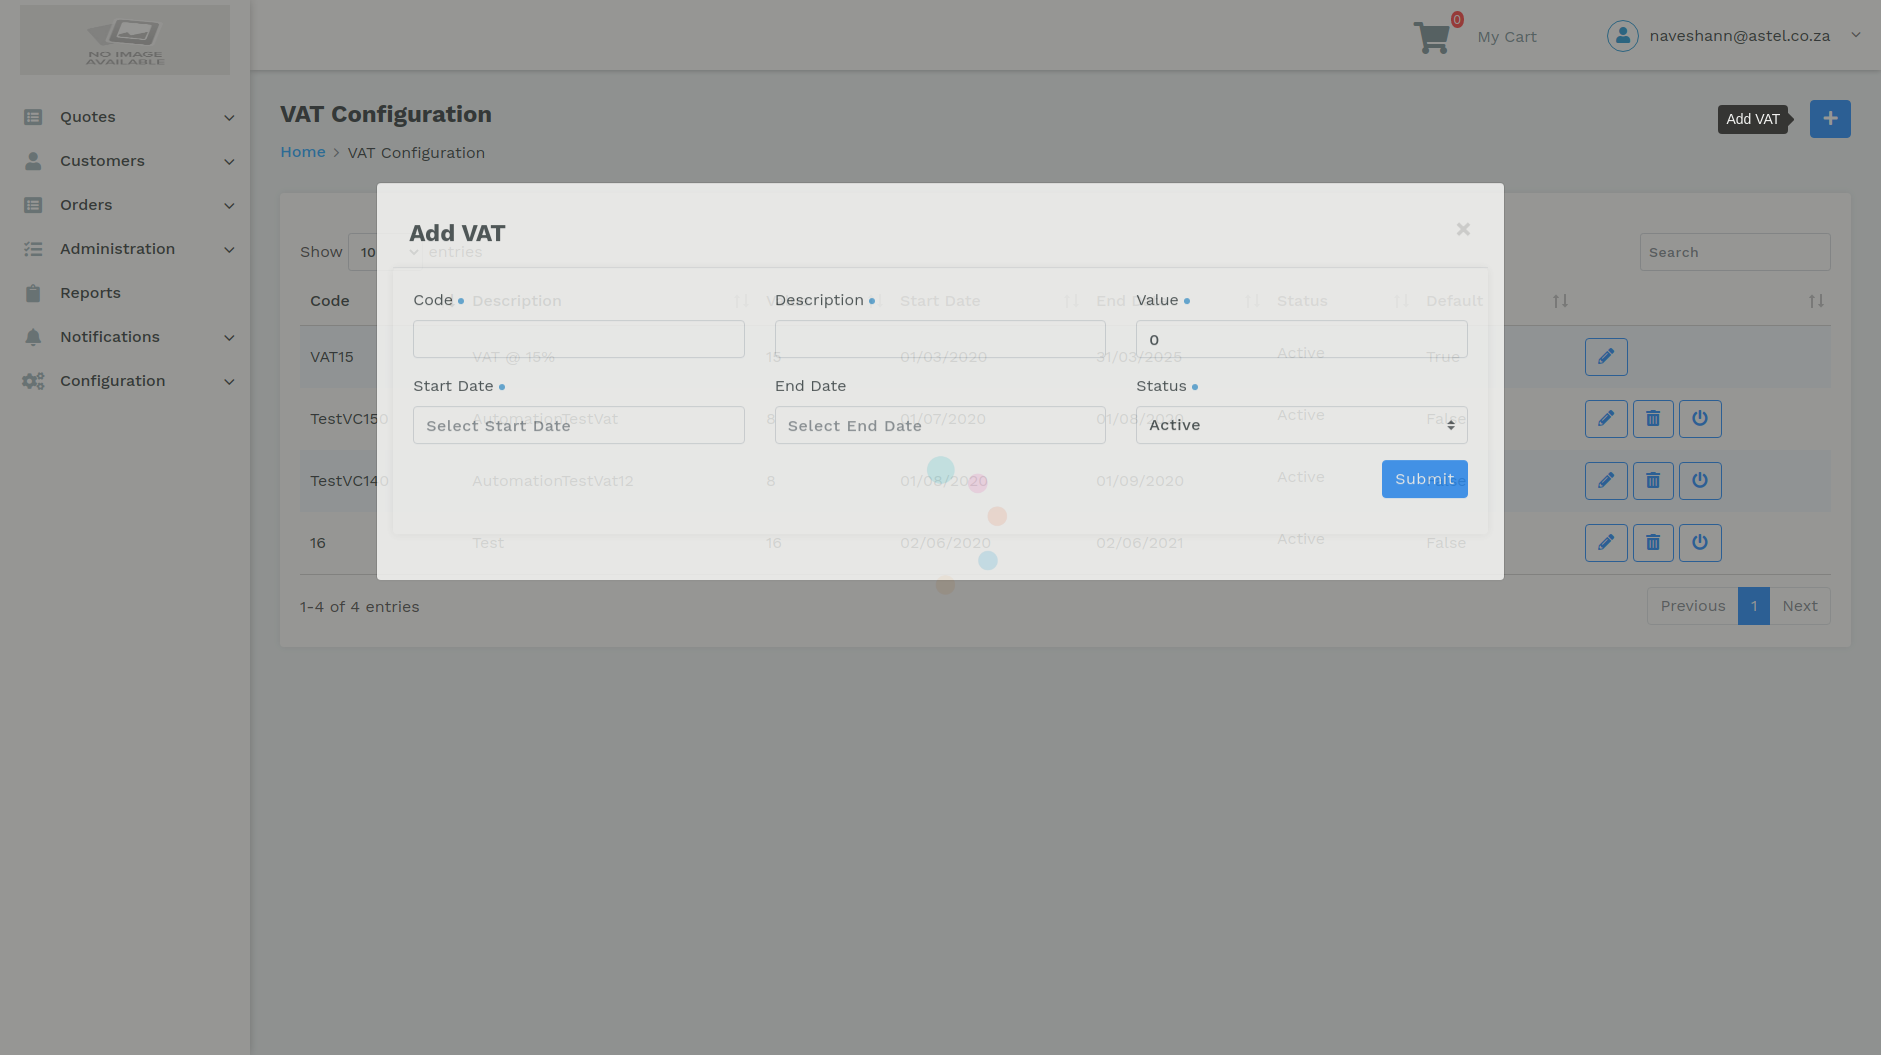 NO IMAGE
AVAILABLE
0
My Cart
naveshann@astel.co.za
Quotes
Customers
Orders
Administration
Reports
Notifications
Configuration
VAT Configuration
Home > VAT Configuration
Add VAT
+
Add VAT
×
Show 10 entries
Search
Code Description Start Date End Status Default
Code Description Value
0
VAT15 VAT @ 15% 15 01/03/2020 31/03/2025 Active True
Start Date End Date Status
TestVC150 AutomationTestVat 8 01/07/2020 01/08/2020 Active False
Select Start Date Select End Date Active
TestVC140 AutomationTestVat12 8 01/08/2020 01/09/2020 Active
Submit
16 Test 16 02/06/2020 02/06/2021 Active False
1-4 of 4 entries
Previous 1 Next